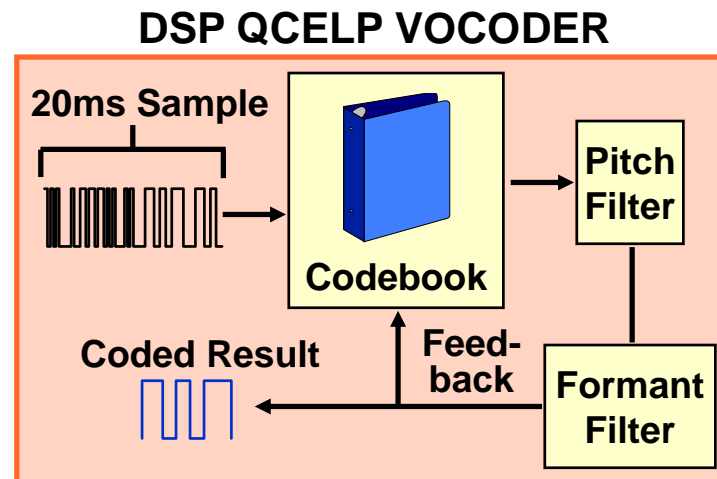 DSP QCELP VOCODER
20ms Sample
Codebook
Pitch
Filter
Coded Result
Feed-
back
Formant
Filter